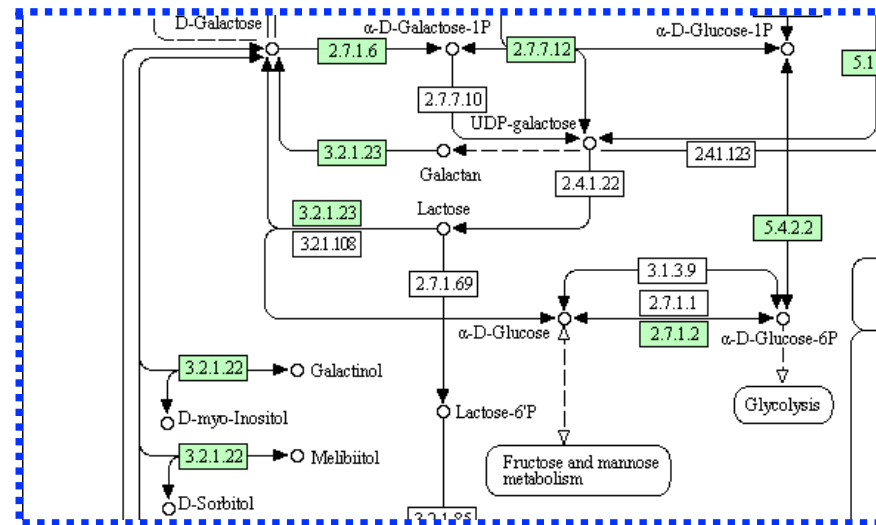 D-Galactose
α-D-Galactose-1P
α-D-Glucose-1P
2.7.1.6
2.7.7.12
5.1
2.7.7.10
UDP-galactose
3.2.1.23
2.4.1.123
Galactan
2.4.1.22
3.2.1.23
Lactose
3.2.1.108
5.4.2.2
3.1.3.9
2.7.1.69
2.7.1.1
α-D-Glucose
2.7.1.2
α-D-Glucose-6P
3.2.1.22
Galactinol
D-myo-Inositol
Lactose-6'P
Glycolysis
3.2.1.22
Melibiitol
Fructose and mannose
metabolism
D-Sorbitol
3.2.1.85